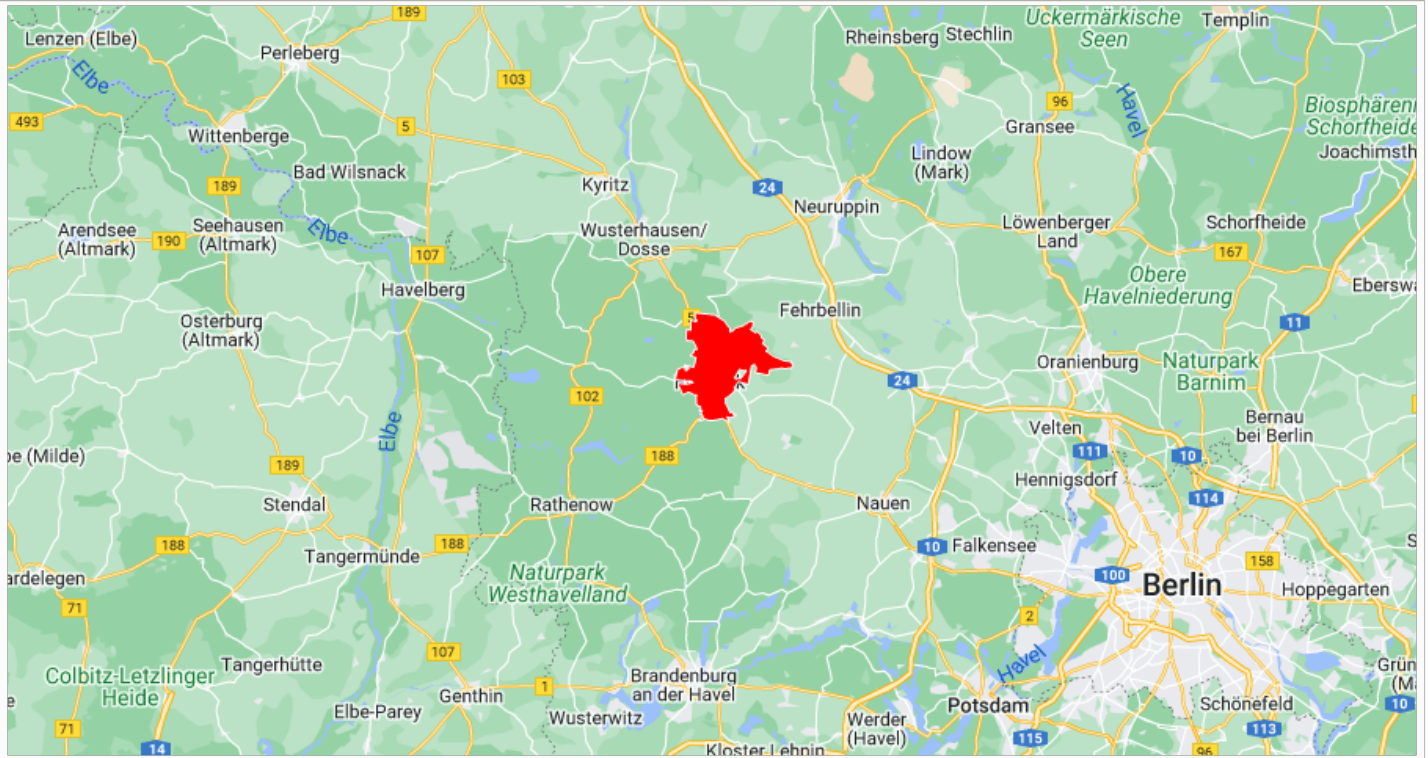 189
Lenzen (Elbe)
Perleberg
Elbe
103
493
5
Wittenberge
Bad Wilsnack
189
Kyritz
24
Rheinsberg
Stechlin
Uckermärkische
Seen
Templin
96
Havel
Gransee
Biosphären
Schorfheide
Joachimsth
Lindow
(Mark)
Neuruppin
Arendsee
(Altmark)
190
Seehausen
(Altmark)
Elbe
107
Wusterhausen/
Dosse
Löwenberger
Land
Schorfheide
167
Havelberg
Obere
Havelniederung
Ebersw
Osterburg
(Altmark)
5
Fehrbellin
11
Oranienburg
Naturpark
Barnim
24
102
Elbe
Velten
Bernau
bei Berlin
111
10
be (Milde)
189
188
Hennigsdorf
114
Stendal
Rathenow
Nauen
188
Tangermünde
188
10
Falkensee
158
100
Berlin
Hoppegarten
ardelegen
71
Naturpark
Westhavelland
2
Havel
107
Tangerhütte
Colbitz-Letzlinger
Heide
Genthin
1
Brandenburg
an der Havel
Elbe-Parey
Wusterwitz
Potsdam
Schönefeld
Grün
(Ma
10
71
14
Werder
(Havel)
115
113
96
Kloster Lehnin